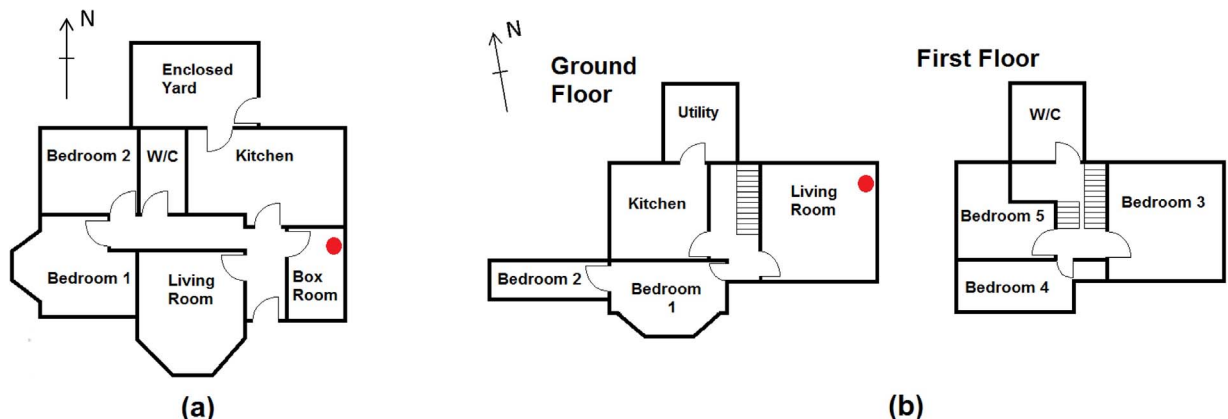 N
Enclosed
Yard
Bedroom 2
W/C
Kitchen
Bedroom 1
Living
Room
Box
Room
(a)
N
Ground
Floor
Utility
Kitchen
Living
Room
Bedroom 2
Bedroom
1
First Floor
W/C
Bedroom 5
Bedroom 3
Bedroom 4
(b)